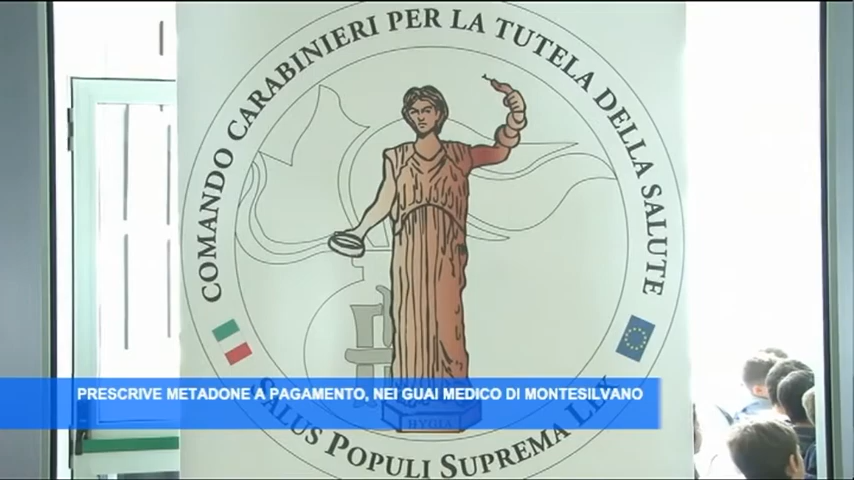 COMANDO CARABINIERI PER LA TUTELA DELLA SALUTE
PRESCRIVE METADONE A PAGAMENTO, NEI GUAI MEDICO DI MONTESILVANO
HYGIA
SALUS POPULI SUPREMA LEX